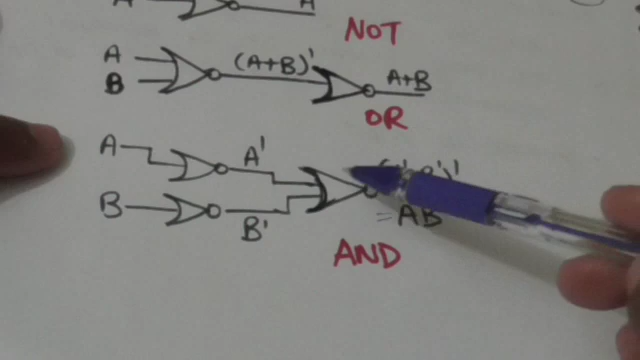 A A
NOT
A (A+B)' A+B
B
OR
A A'
B B' = AB
AND